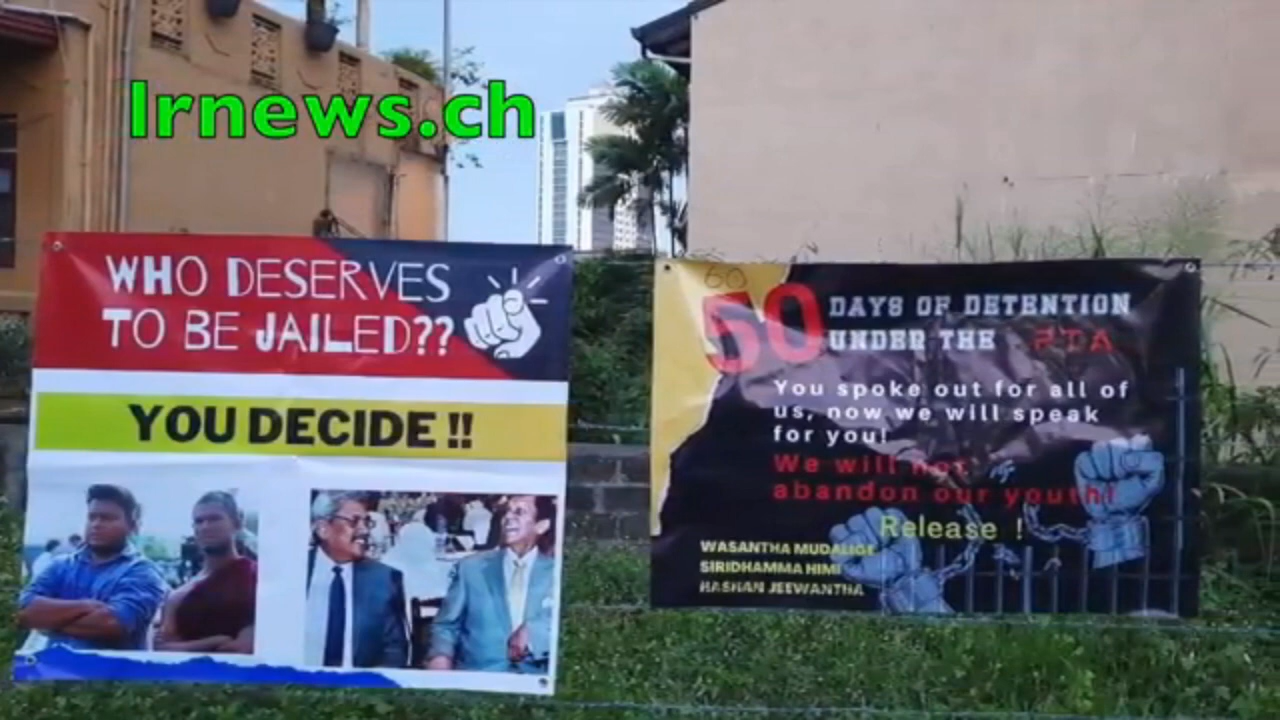 lrnews.ch
WHO DESERVES
TO BE JAILED??
YOU DECIDE !!
60
50 DAYS OF DETENTION
UNDER THE PTA
You spoke out for all of
us, now we will speak
for you!
We will not
abandon our youth!
Release !
WASANTHA MUDALIGE
SIRIDHAMMA HIMI
HASHAN JEEWANTHA